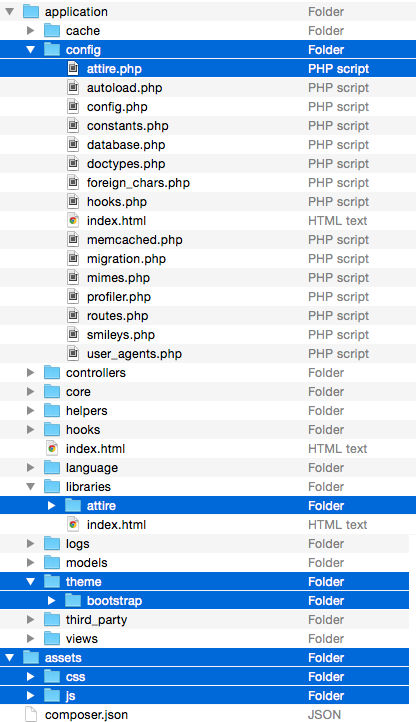 application Folder
cache Folder
config Folder
attire.php PHP script
autoload.php PHP script
config.php PHP script
constants.php PHP script
database.php PHP script
doctypes.php PHP script
foreign_chars.php PHP script
hooks.php PHP script
index.html HTML text
memcached.php PHP script
migration.php PHP script
mimes.php PHP script
profiler.php PHP script
routes.php PHP script
smileys.php PHP script
user_agents.php PHP script
controllers Folder
core Folder
helpers Folder
hooks Folder
index.html HTML text
language Folder
libraries Folder
attire Folder
index.html HTML text
logs Folder
models Folder
theme Folder
bootstrap Folder
third_party Folder
views Folder
assets Folder
css Folder
js Folder
composer.json JSON